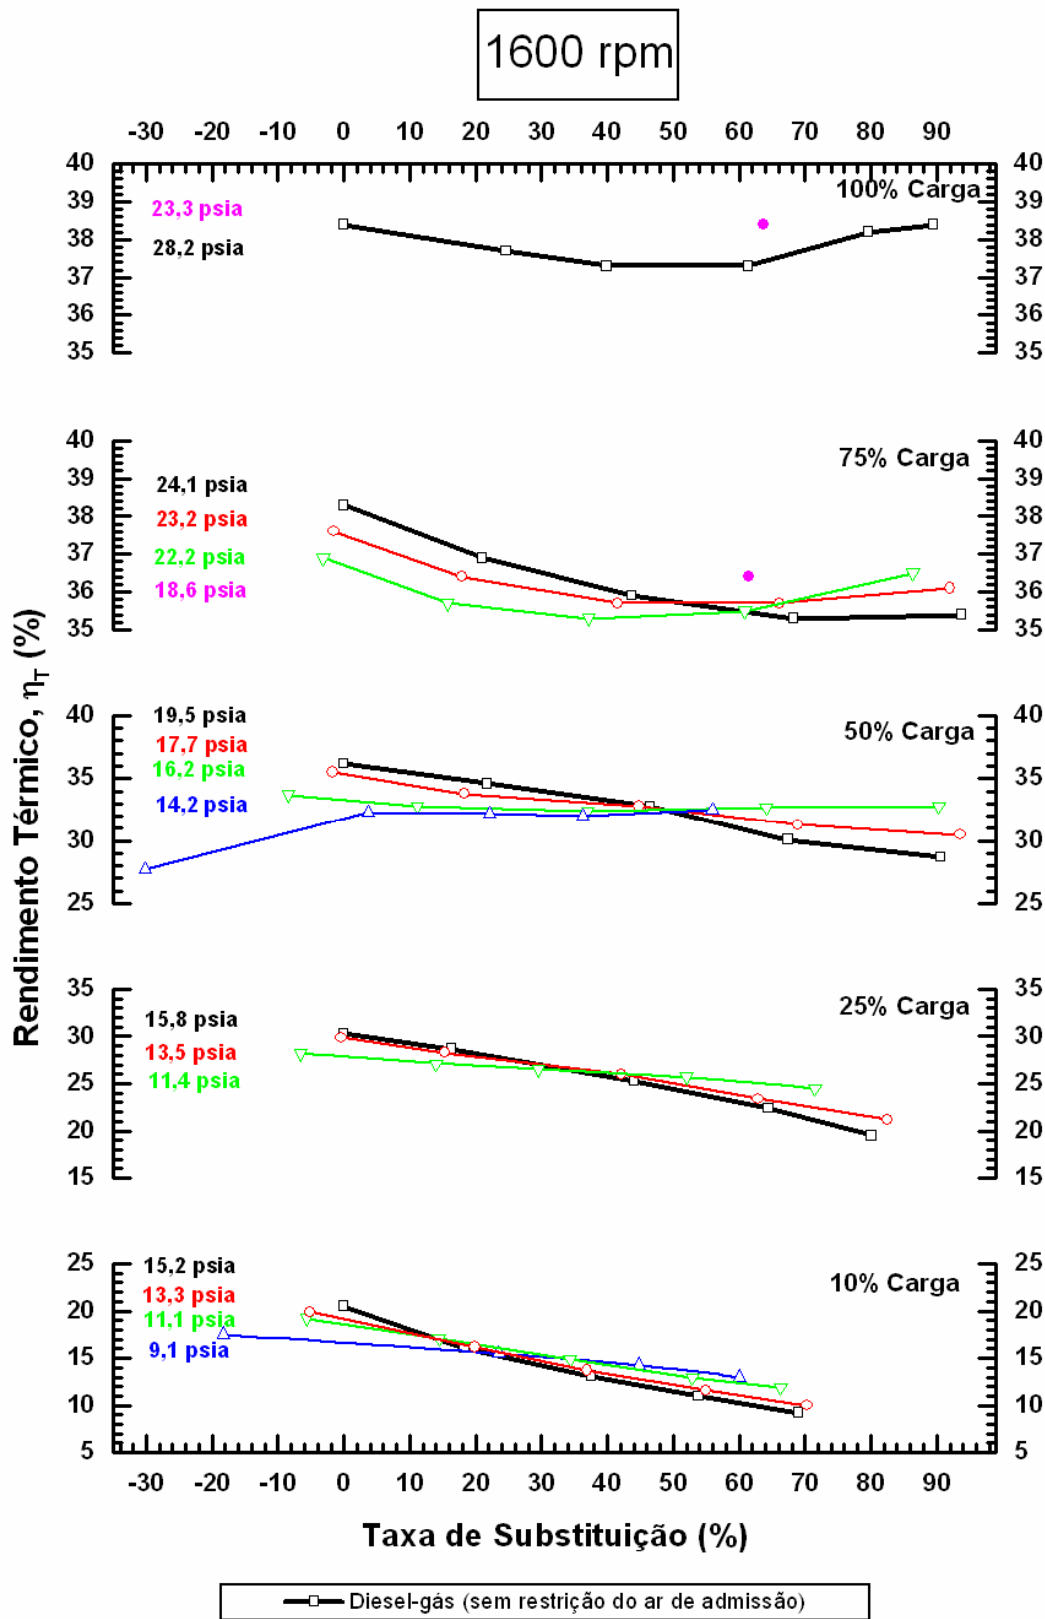 1600 rpm
-30 -20 -10 0 10 20 30 40 50 60 70 80 90
40 40
100% Carga
39 39
23,3 psia
38 38
28,2 psia
37 37
36 36
35 35
40 40
75% Carga
39 39
24,1 psia
38 38
23,2 psia
37 37
22,2 psia
36 36
18,6 psia
35 35
Rendimento Térmico, ηT (%)
40 19,5 psia 40
50% Carga
17,7 psia
16,2 psia
35 35
14,2 psia
30 30
25 25
35 35
25% Carga
15,8 psia
30 30
13,5 psia
11,4 psia
25 25
20 20
15 15
25 15,2 psia 25
10% Carga
13,3 psia
20 20
11,1 psia
9,1 psia
15 15
10 10
5 5
-30 -20 -10 0 10 20 30 40 50 60 70 80 90
Taxa de Substituição (%)
Diesel-gás (sem restrição do ar de admissão)